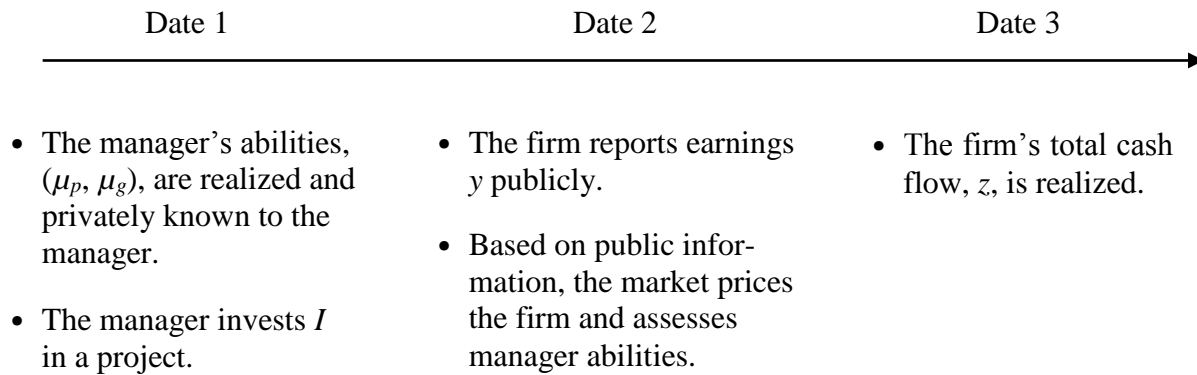 Date 1
Date 2
Date 3
• The manager's abilities,
(μp, μg), are realized and
privately known to the
manager.
• The manager invests I
in a project.
• The firm reports earnings
y publicly.
• Based on public infor-
mation, the market prices
the firm and assesses
manager abilities.
• The firm's total cash
flow, z, is realized.